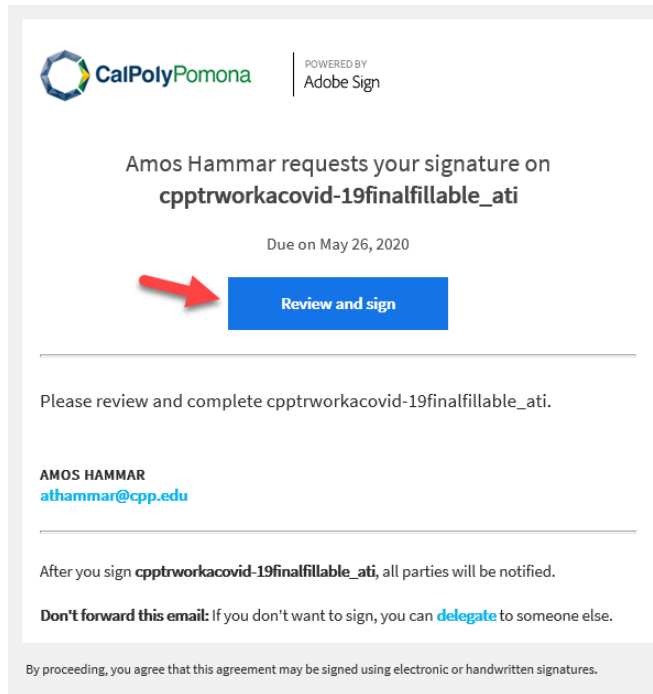 CalPolyPomona
POWERED BY
Adobe Sign
Amos Hammar requests your signature on
cpptrworkacovid-19finalfillable_ati
Due on May 26, 2020
Review and sign
Please review and complete cpptrworkacovid-19finalfillable_ati.
AMOS HAMMAR
athammar@cpp.edu
After you sign cpptrworkacovid-19finalfillable_ati, all parties will be notified.
Don't forward this email: If you don't want to sign, you can delegate to someone else.
By proceeding, you agree that this agreement may be signed using electronic or handwritten signatures.